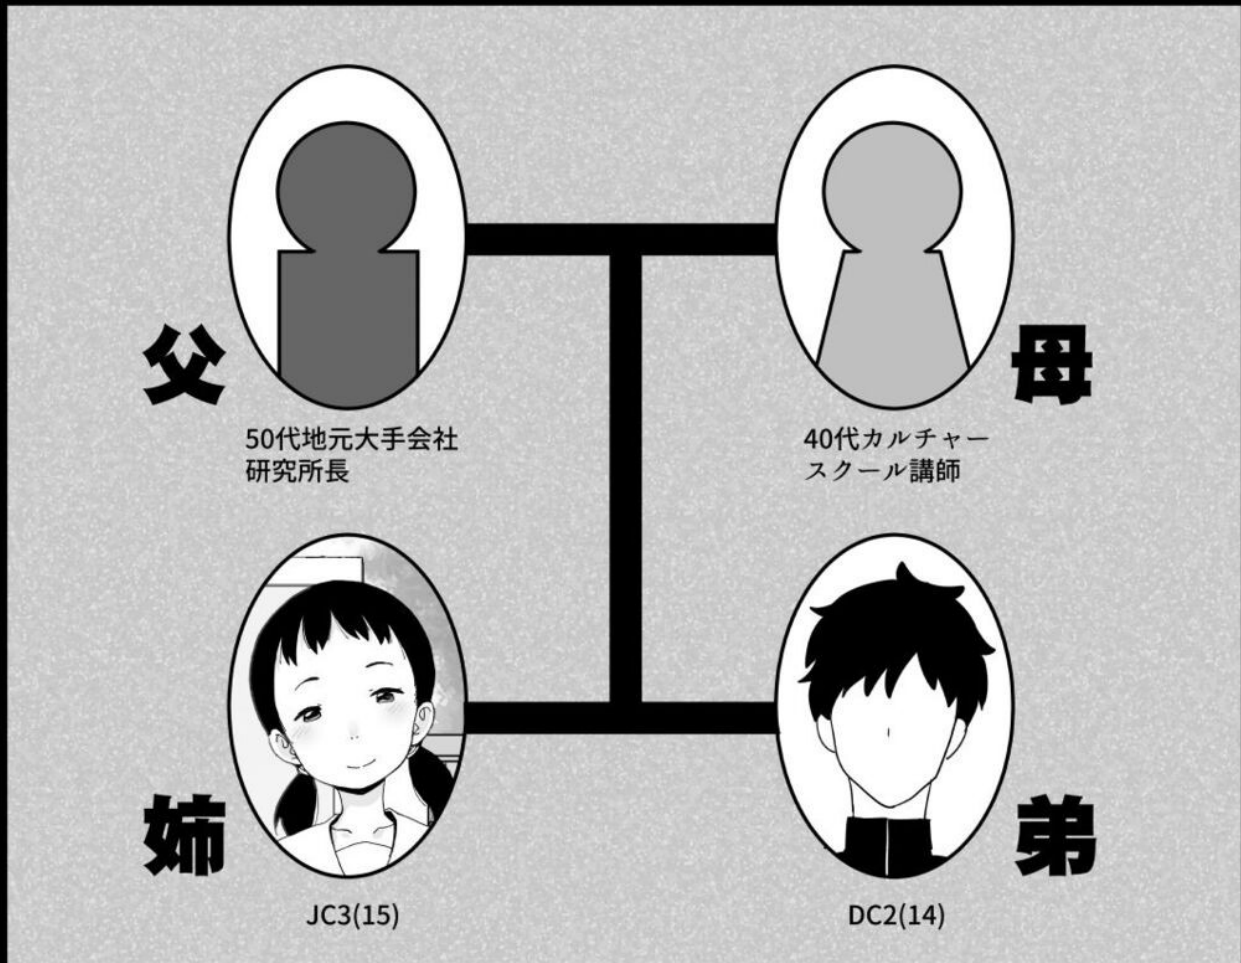 父
50代地元大手会社
研究所長
母
40代カルチャー
スクール講師
姉
JC3(15)
弟
DC2(14)